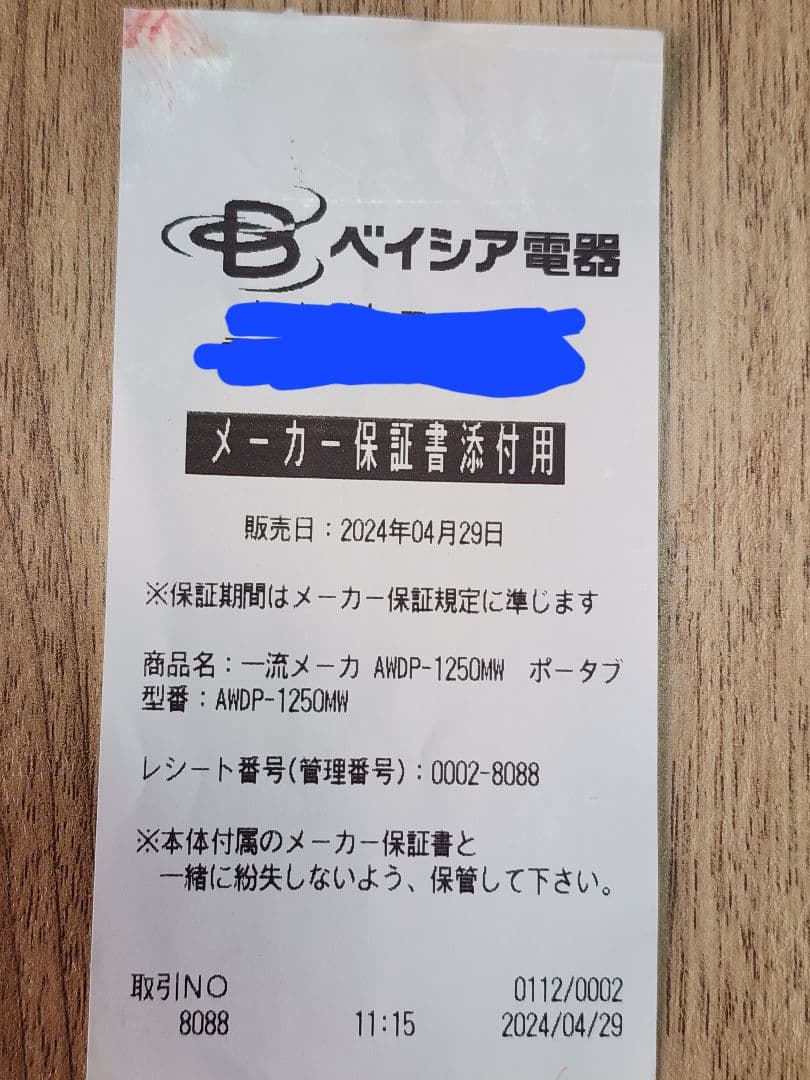 B ベイシア電器
メーカー保証書添付用
販売日：2024年04月29日
※保証期間はメーカー保証規定に準じます
商品名：一流メーカ AWDP-1250MW ポータブ
型番：AWDP-1250MW
レシート番号(管理番号)：0002-8088
※本体付属のメーカー保証書と
一緒に紛失しないよう、保管して下さい。
取引NO 0112/0002
8088 11:15 2024/04/29